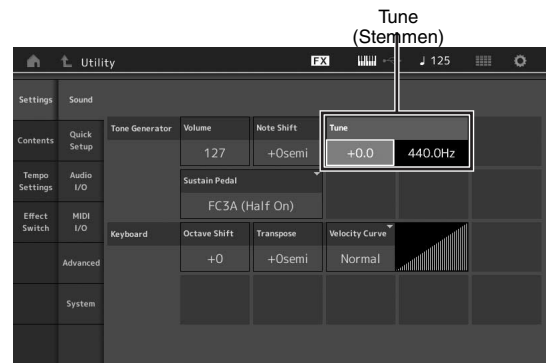 Tune
(Stemmen)
Utility
FX
♩ 125
Settings
Sound
Contents
Quick
Setup
Tone Generator
Volume
Note Shift
Tune
127
+0semi
+0.0
440.0Hz
Tempo
Settings
Audio
I/O
Sustain Pedal
FC3A (Half On)
Effect
Switch
MIDI
I/O
Keyboard
Octave Shift
Transpose
Velocity Curve
+0
+0semi
Normal
Advanced
System